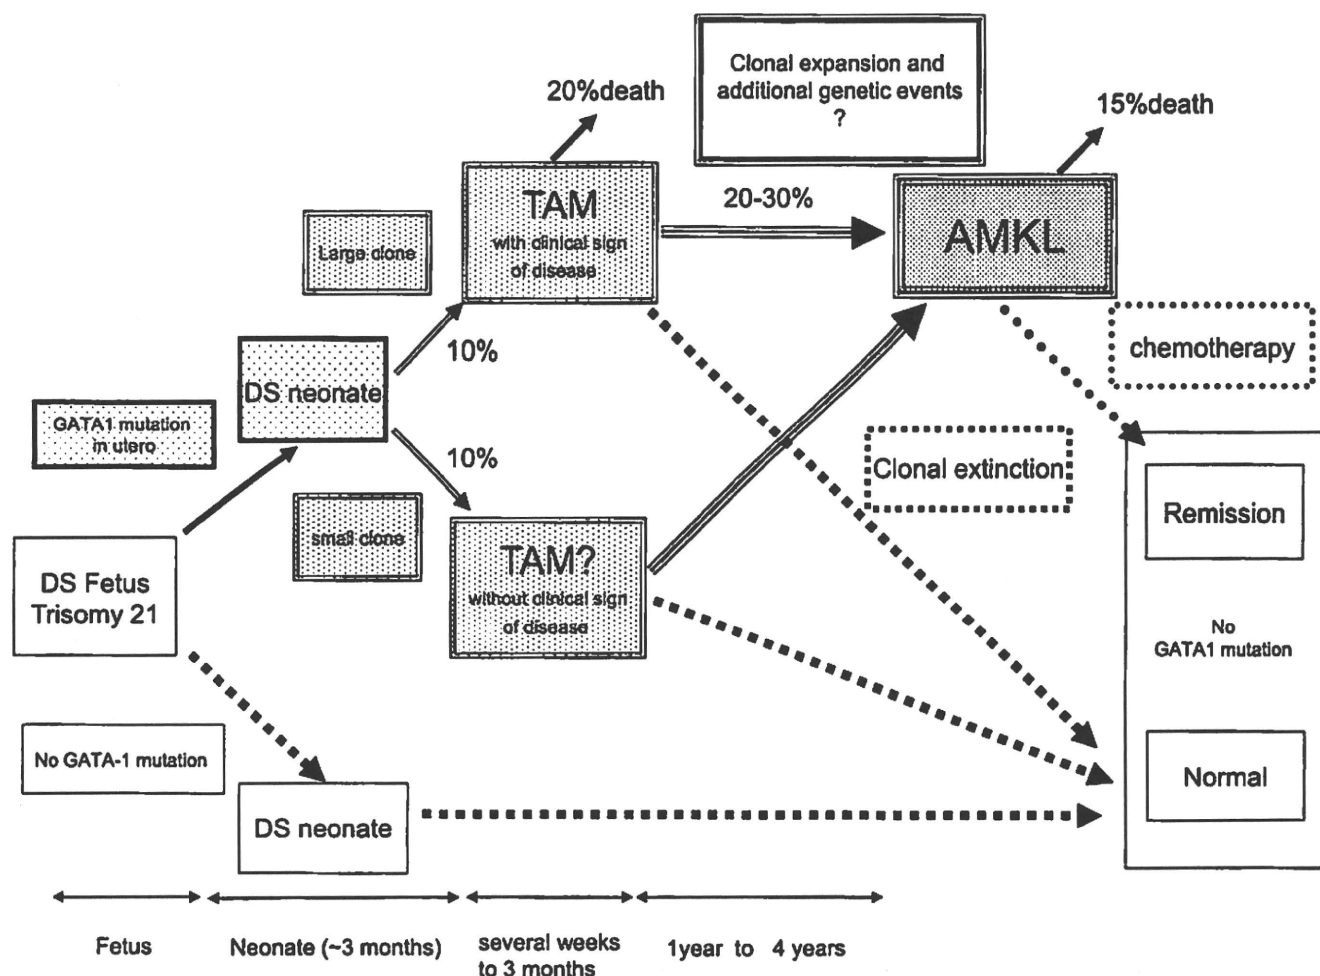 Clonal expansion and
additional genetic events
?
20%death
15%death
TAM
with clinical sign
of disease
20-30%
AMKL
Large clone
10%
chemotherapy
DS neonate
GATA1 mutation
in utero
10%
Clonal extinction
Remission
small clone
TAM?
without clinical sign
of disease
DS Fetus
Trisomy 21
No
GATA1 mutation
No GATA-1 mutation
Normal
DS neonate
Fetus
Neonate (~3 months)
several weeks
to 3 months
1year to 4 years